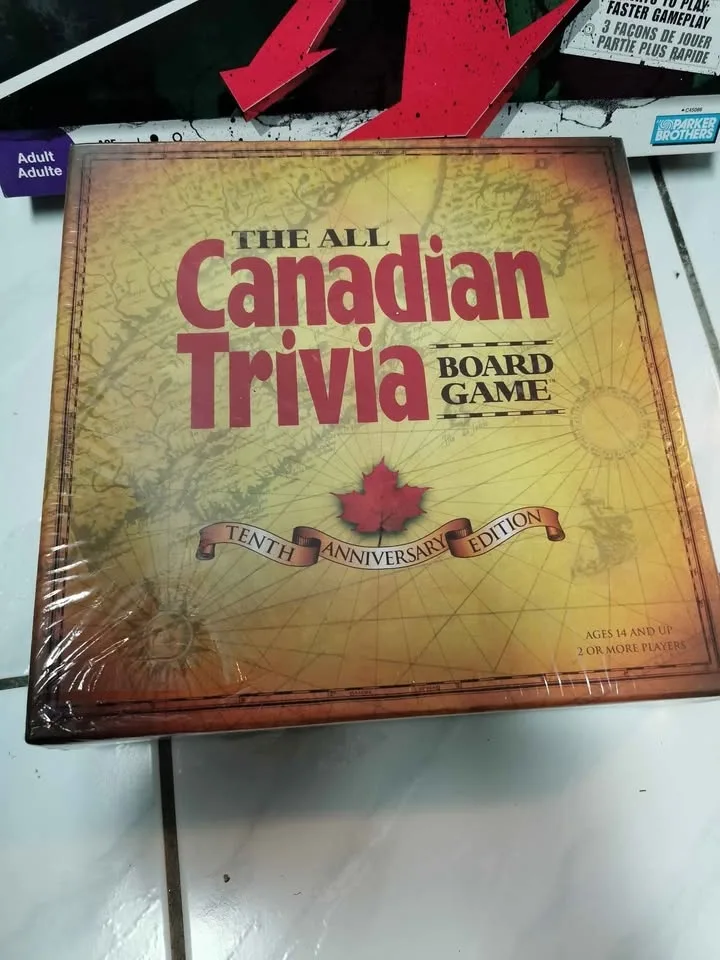 FASTER GAMEPLAY
3 FAÇONS DE JOUER
PARTIE PLUS RAPIDE
PARKER
BROTHERS
Adult
Adulte
THE ALL
Canadian
Trivia
BOARD
GAME™
TENTH ANNIVERSARY EDITION
AGES 14 AND UP
2 OR MORE PLAYERS